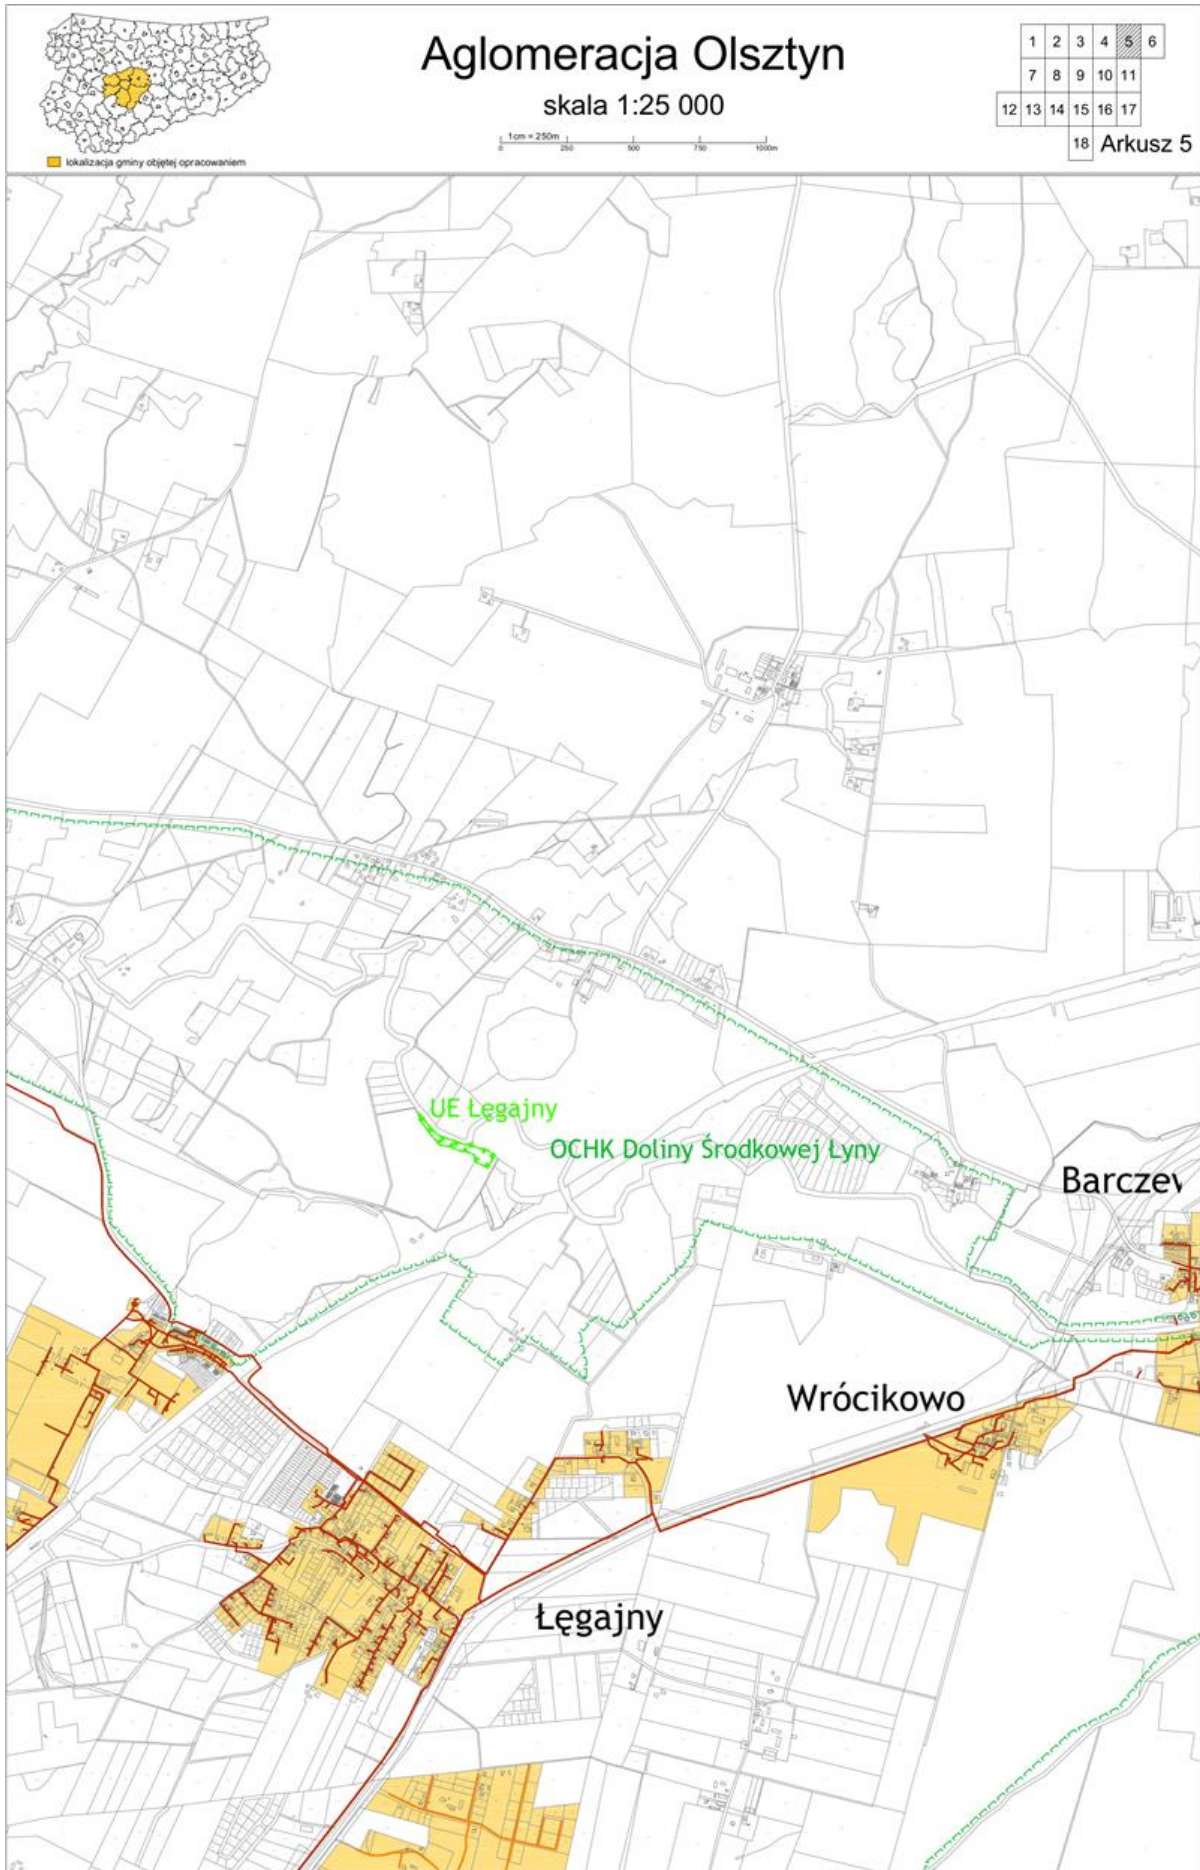 Aglomeracja Olsztyn
skala 1:25 000
1cm = 250m
0 250 500 750 1000m
lokalizacja gminy objętej opracowaniem
1 2 3 4 5 6
7 8 9 10 11
12 13 14 15 16 17
18 Arkusz 5
UE Łęgajny
OCHK Doliny Środkowej Łyny
Barczew
Wrócikowo
Łęgajny